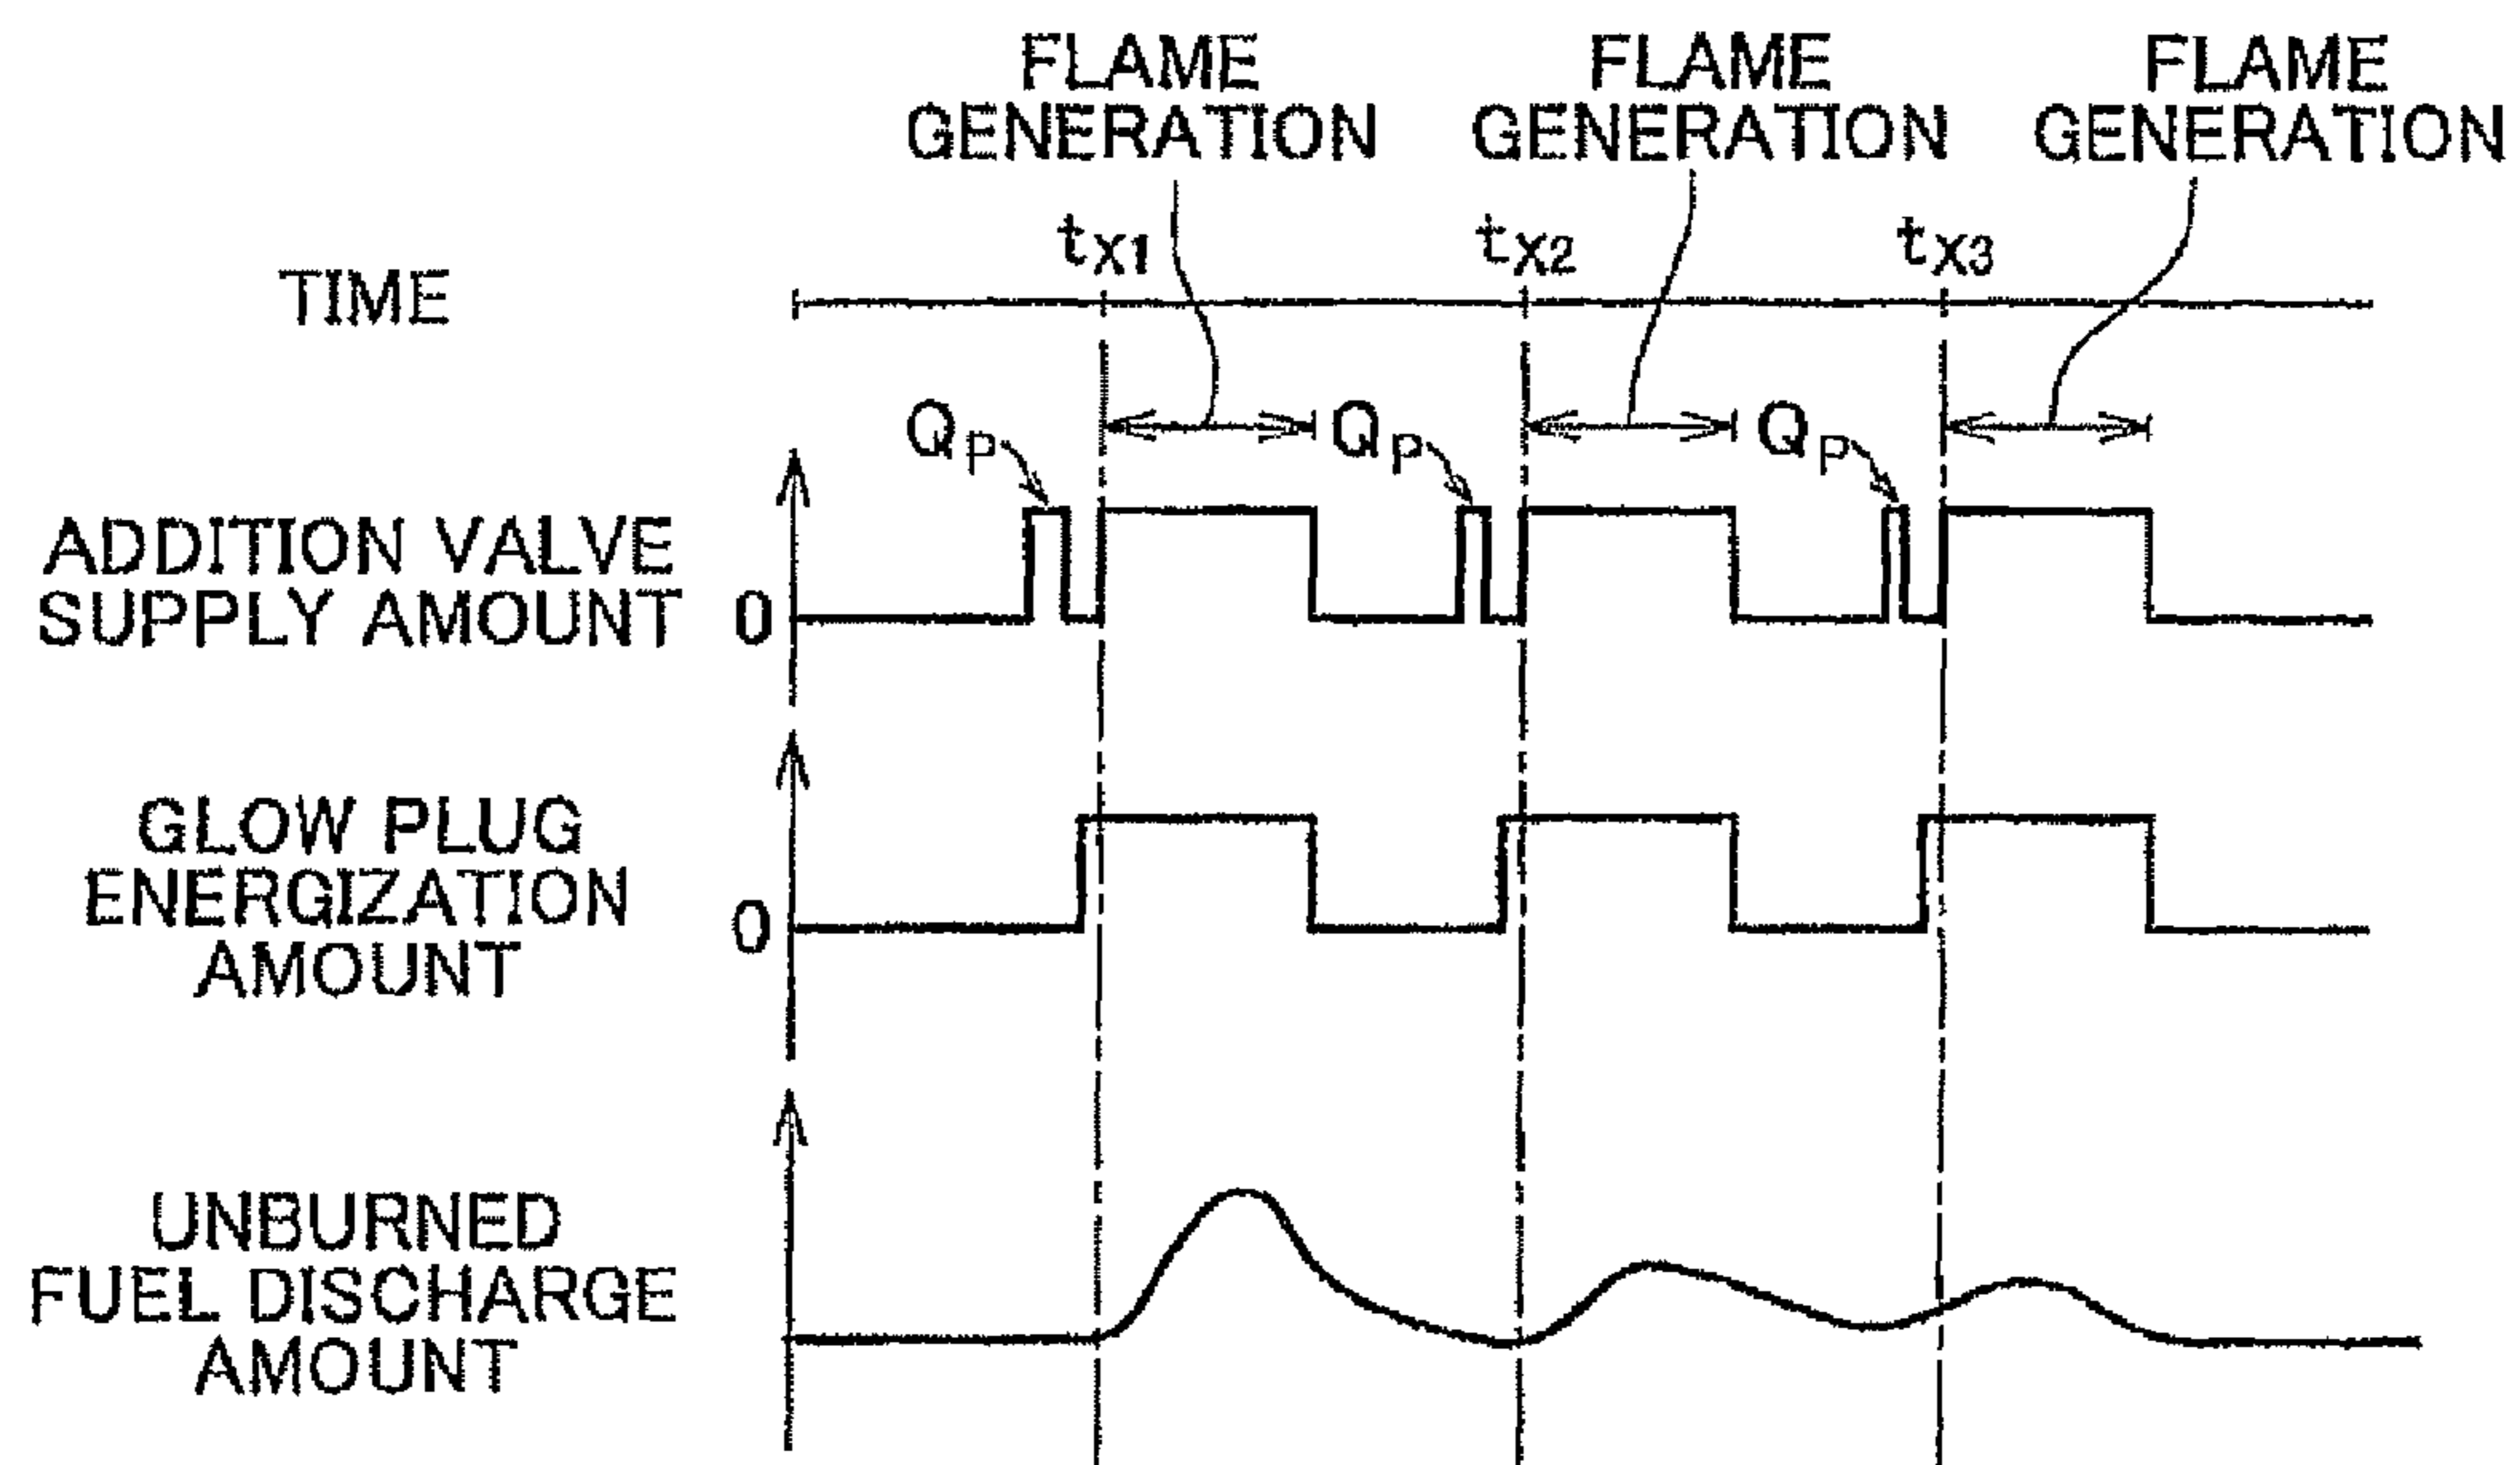 FLAME
GENERATION
FLAME
GENERATION
FLAME
GENERATION
tX1
tX2
tX3
TIME
QP
QP
QP
ADDITION VALVE
SUPPLY AMOUNT
0
GLOW PLUG
ENERGIZATION
AMOUNT
0
UNBURNED
FUEL DISCHARGE
AMOUNT